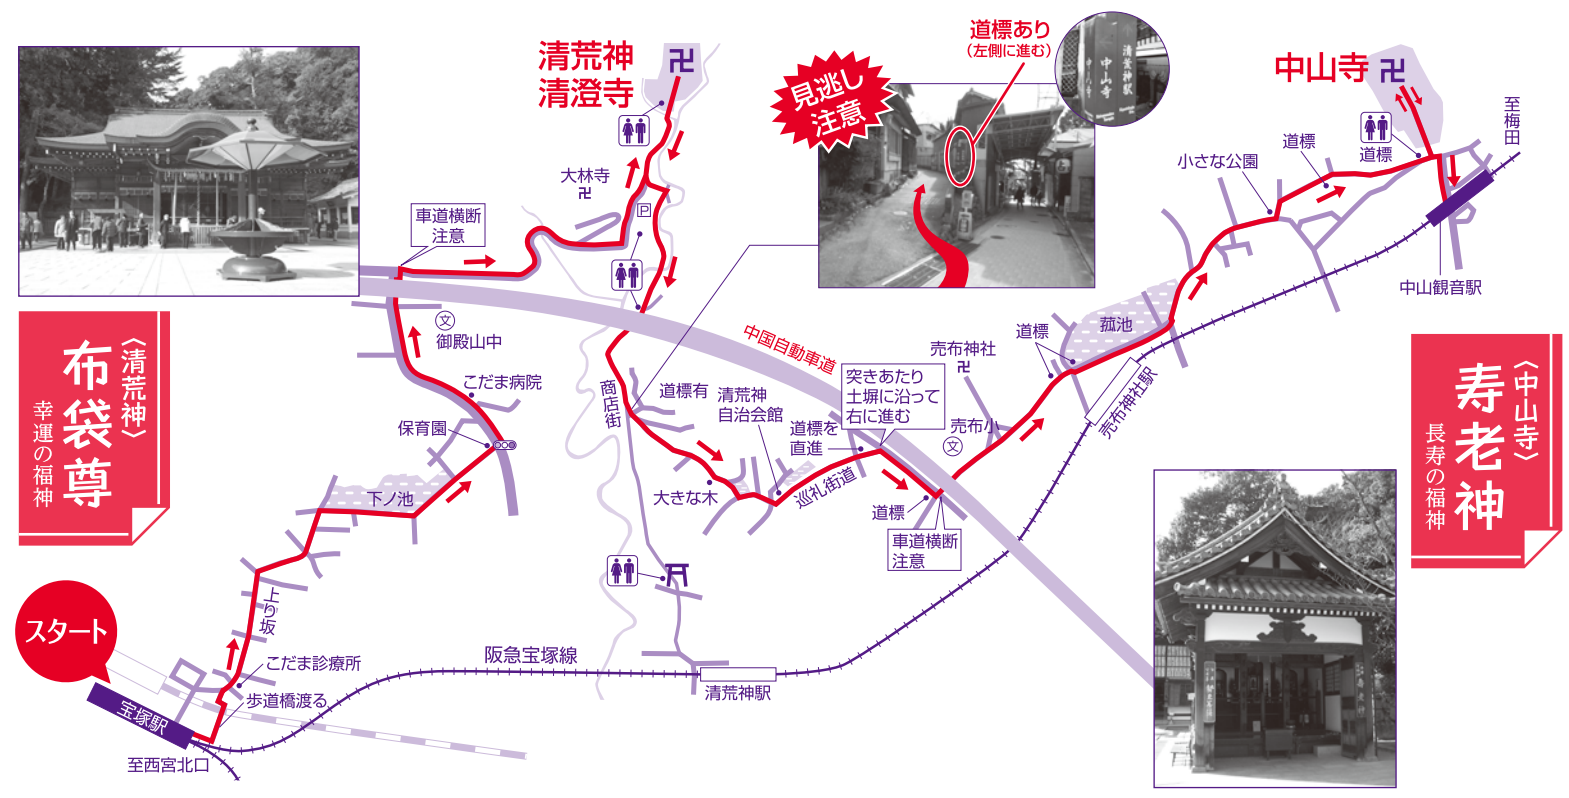 清荒神
清澄寺
卍
大林寺
卍
P
車道横断
注意
文
御殿山中
こだま病院
保育園
下ノ池
上り坂
こだま診療所
歩道橋渡る
スタート
宝塚駅
至西宮北口
阪急宝塚線
清荒神駅
〈清荒神〉
布袋尊
幸運の福神
見逃し
注意
道標あり
(左側に進む)
清荒神駅
中山寺
中国自動車道
商店街
道標有
清荒神
自治会館
大きな木
道標を
直進
巡礼街道
突きあたり
土塀に沿って
右に進む
道標
車道横断
注意
売布神社
卍
売布小
文
道標
菰池
売布神社駅
小さな公園
道標
道標
中山寺
卍
至梅田
中山観音駅
〈中山寺〉
寿老神
長寿の福神